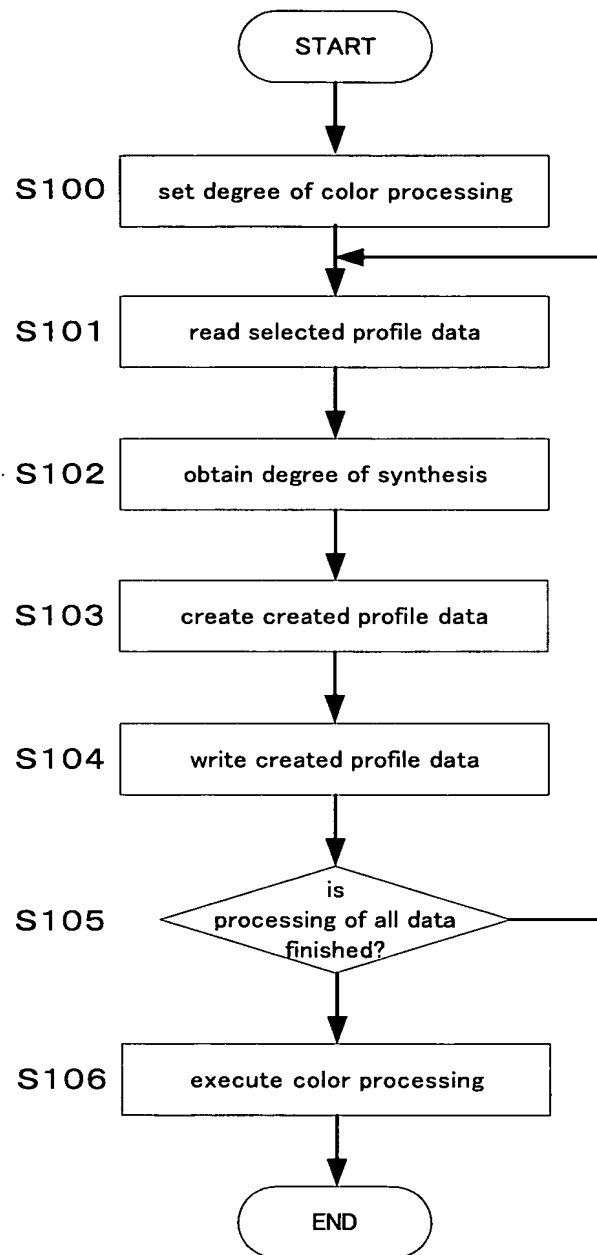 START
S100
set degree of color processing
S101
read selected profile data
S102
obtain degree of synthesis
S103
create created profile data
S104
write created profile data
S105
is
processing of all data
finished?
S106
execute color processing
END